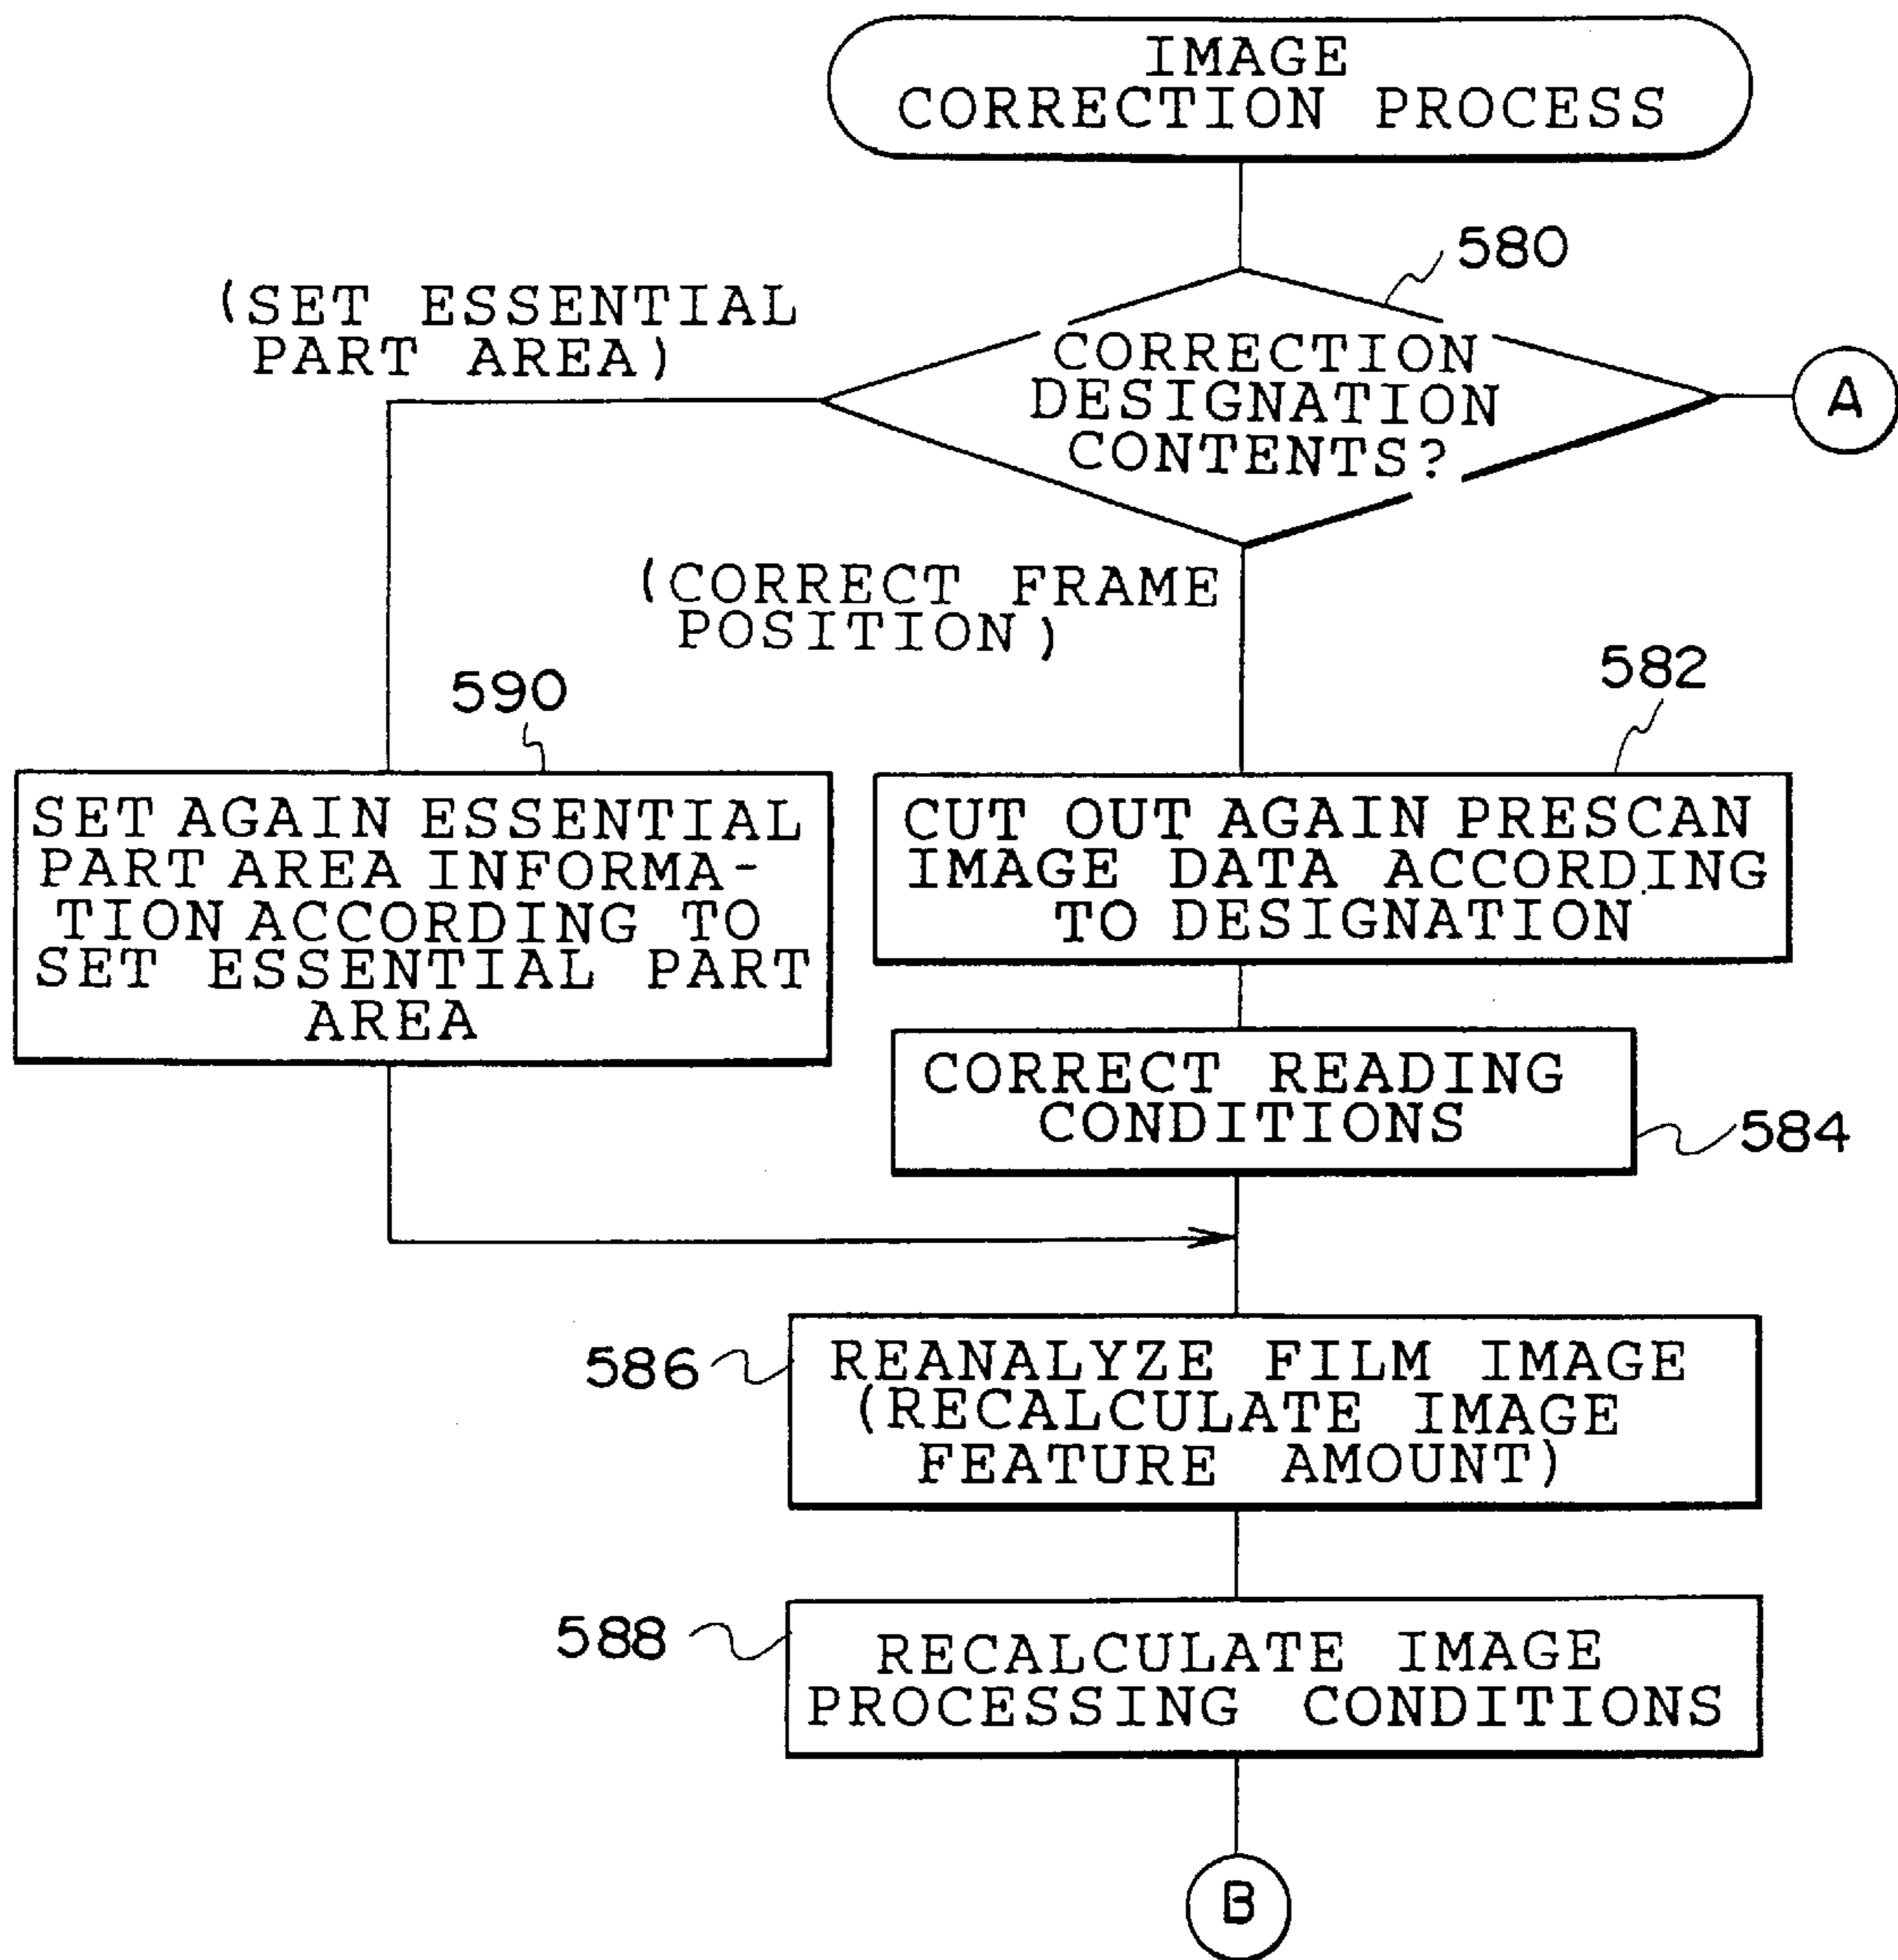 IMAGE
CORRECTION PROCESS
580
(SET ESSENTIAL
PART AREA)
CORRECTION
DESIGNATION
CONTENTS?
A
(CORRECT FRAME
POSITION)
590
582
SET AGAIN ESSENTIAL
PART AREA INFORMA-
TION ACCORDING TO
SET ESSENTIAL PART
AREA
CUT OUT AGAIN PRESCAN
IMAGE DATA ACCORDING
TO DESIGNATION
CORRECT READING
CONDITIONS
584
586
REANALYZE FILM IMAGE
(RECALCULATE IMAGE
FEATURE AMOUNT)
588
RECALCULATE IMAGE
PROCESSING CONDITIONS
B